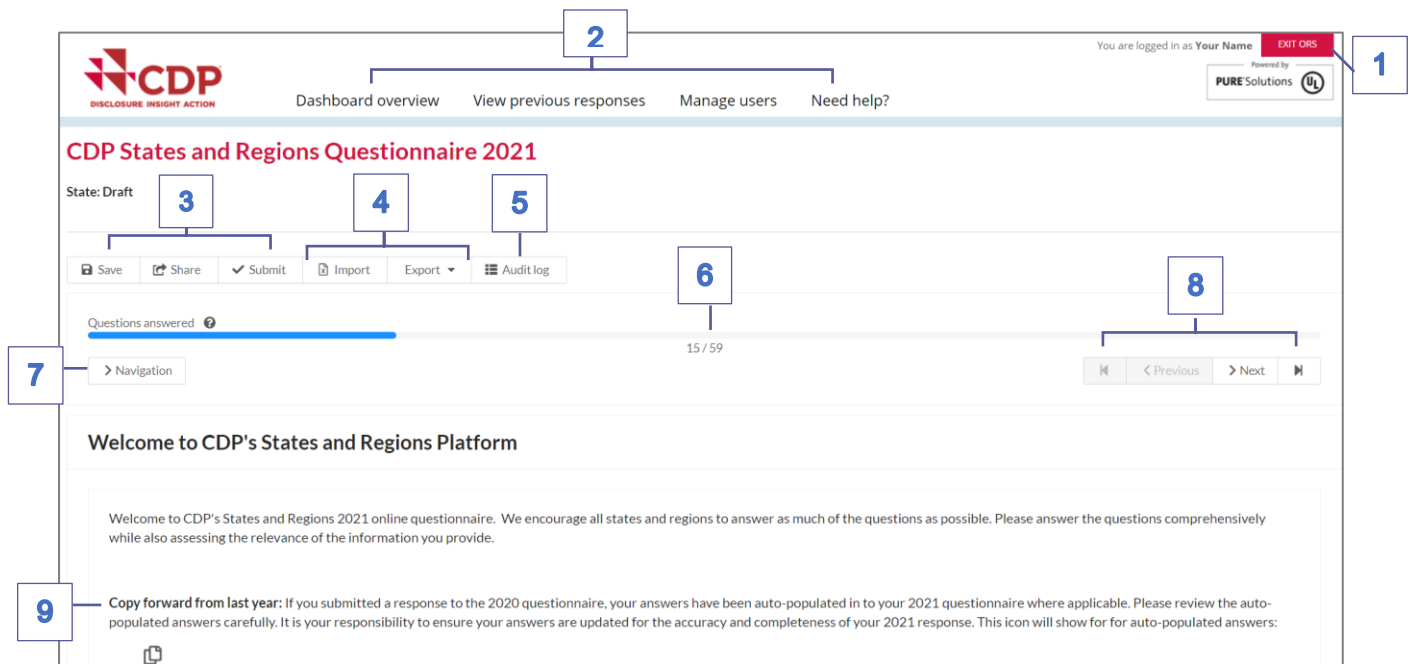 2
You are logged in as Your Name EXIT ORS
1
CDP
DISCLOSURE INSIGHT ACTION
Powered by
PURE Solutions UL
Dashboard overview View previous responses Manage users Need help?
CDP States and Regions Questionnaire 2021
State: Draft
3 4 5
Save Share Submit Import Export Audit log
6
8
Questions answered ?
15 / 59
7
Navigation Previous Next
Welcome to CDP's States and Regions Platform
Welcome to CDP's States and Regions 2021 online questionnaire. We encourage all states and regions to answer as much of the questions as possible. Please answer the questions comprehensively
while also assessing the relevance of the information you provide.
9
Copy forward from last year: If you submitted a response to the 2020 questionnaire, your answers have been auto-populated in to your 2021 questionnaire where applicable. Please review the auto-
populated answers carefully. It is your responsibility to ensure your answers are updated for the accuracy and completeness of your 2021 response. This icon will show for for auto-populated answers: